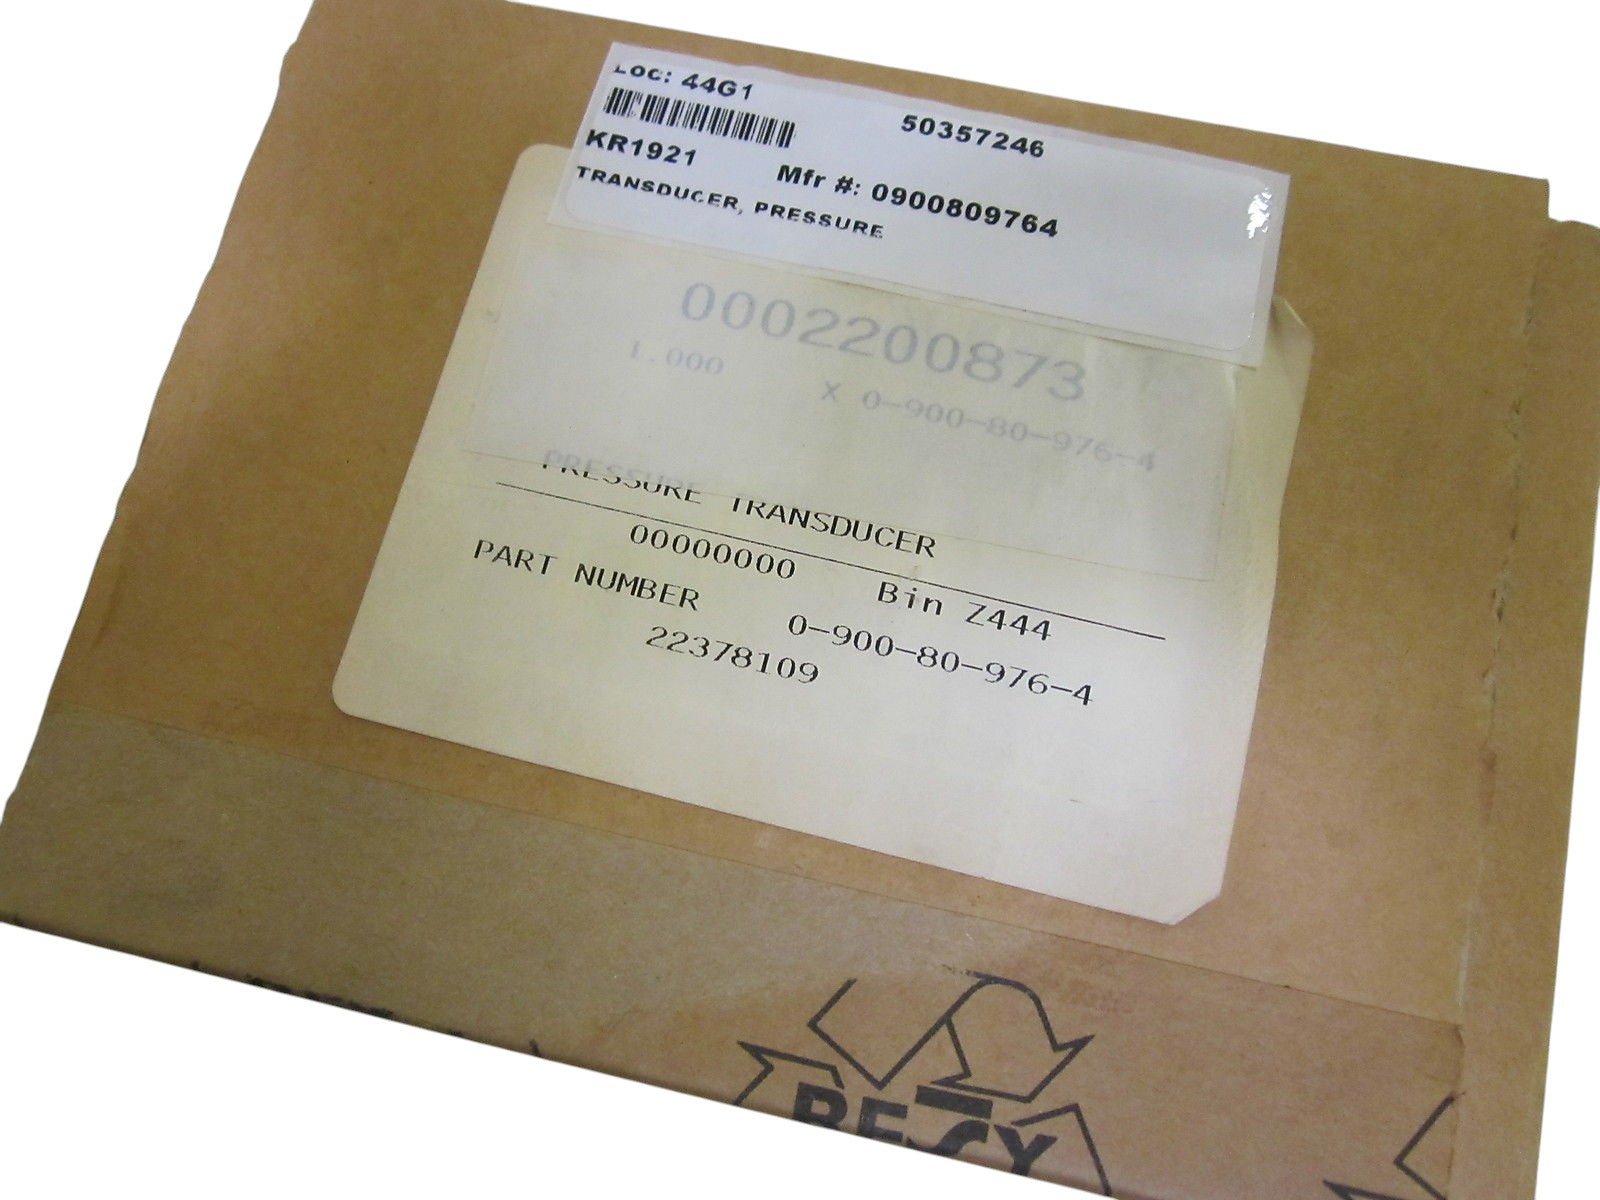 Loc: 44G1
50357246
KR1921
Mfr #: 0900809764
TRANSDUCER, PRESSURE
0002200873
1.000 X 0-900-80-976-4
PRESSURE TRANSDUCER
00000000 Bin Z444
PART NUMBER 0-900-80-976-4
22378109